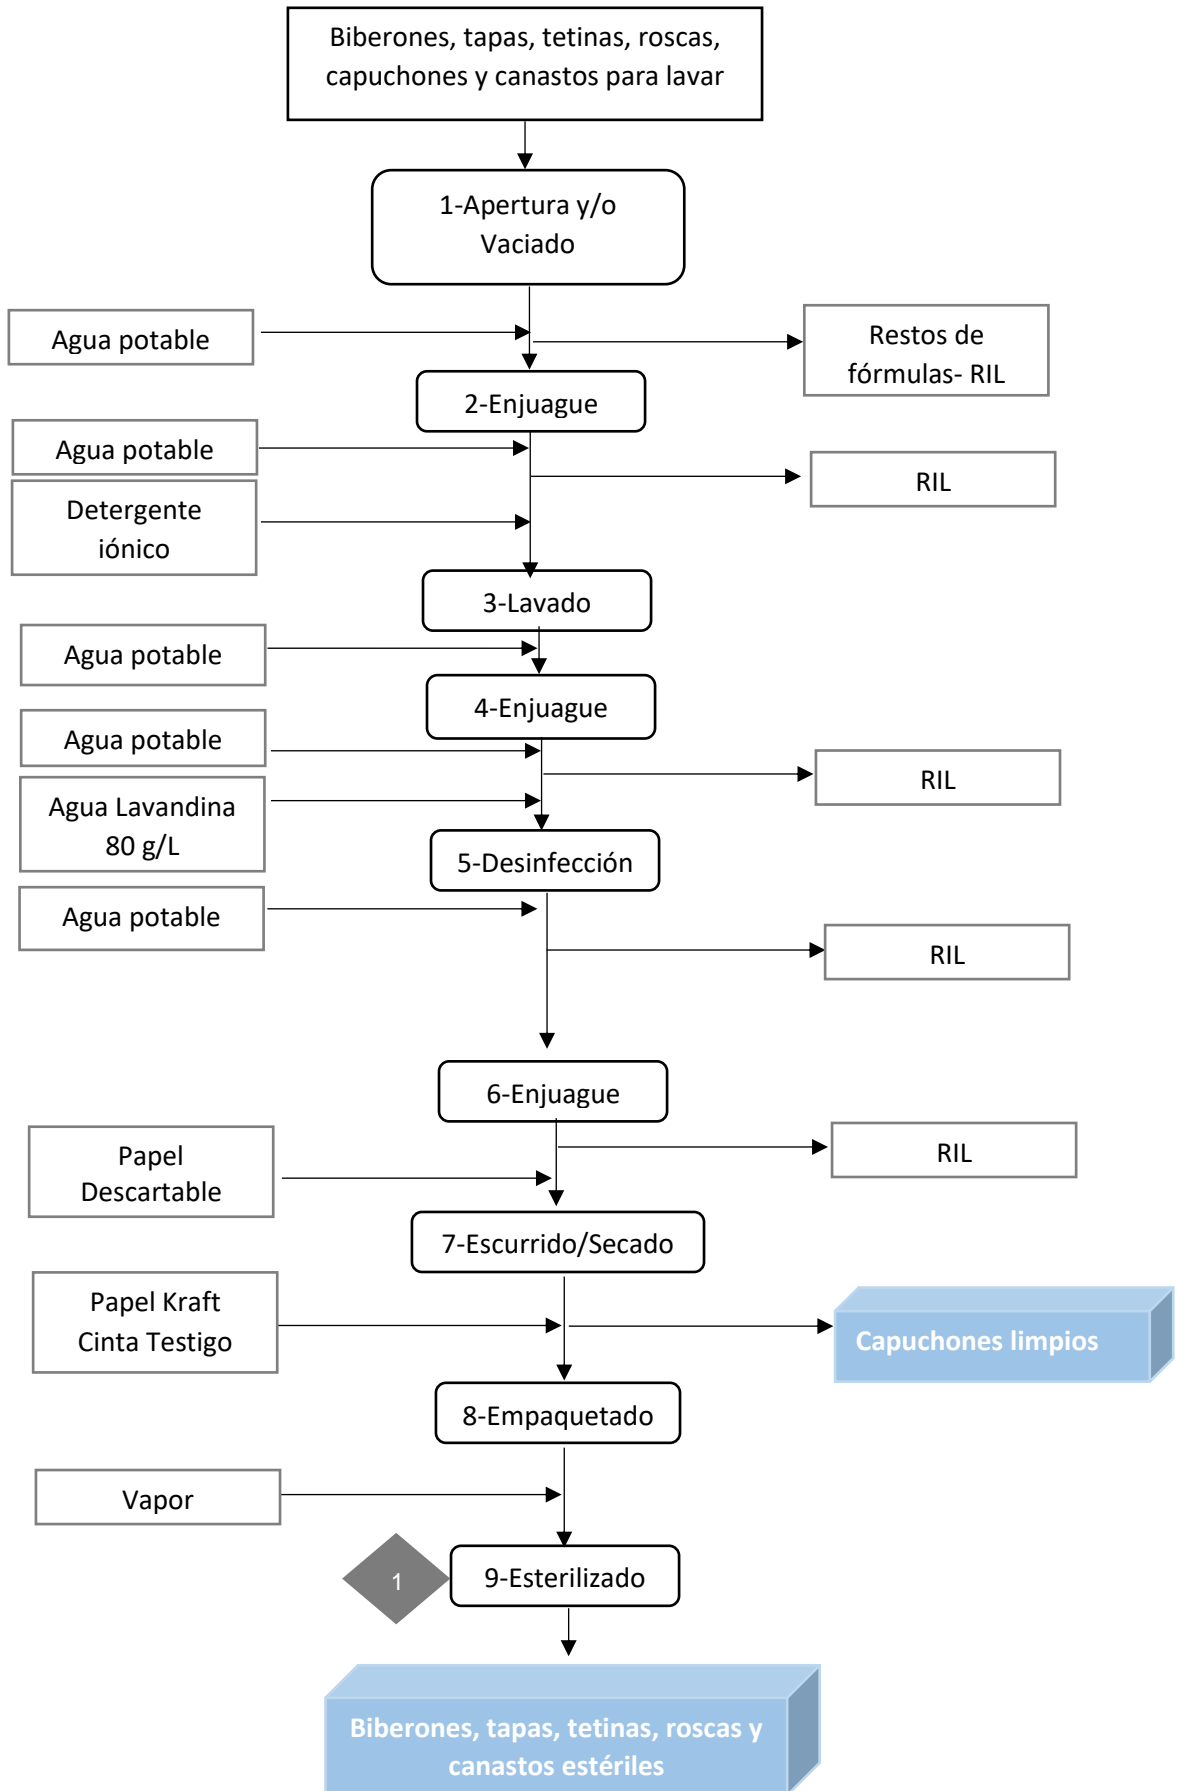 Biberones, tapas, tetinas, roscas,
capuchones y canastos para lavar
1-Apertura y/o
Vaciado
Agua potable
Restos de
fórmulas- RIL
2-Enjuague
Agua potable
RIL
Detergente
iónico
3-Lavado
Agua potable
4-Enjuague
Agua potable
RIL
Agua Lavandina
80 g/L
5-Desinfección
Agua potable
RIL
6-Enjuague
Papel
Descartable
RIL
7-Escurrido/Secado
Papel Kraft
Cinta Testigo
Capuchones limpios
8-Empaquetado
Vapor
1
9-Esterilizado
Biberones, tapas, tetinas, roscas y
canastos estériles